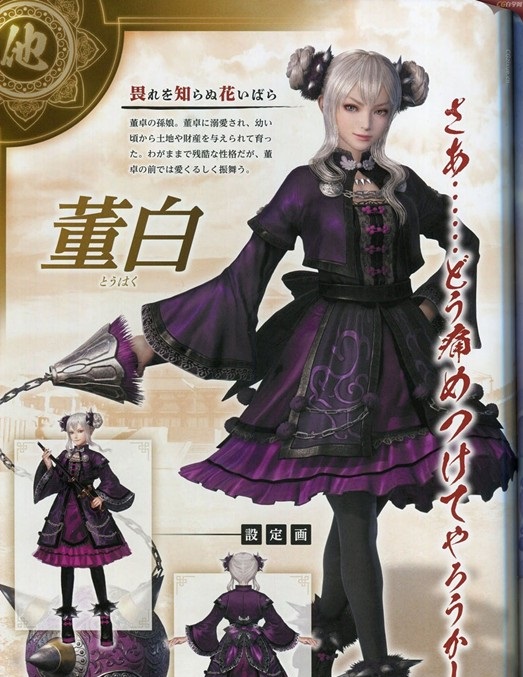 他
畏れを知らぬ花いばら
董卓の孫娘。董卓に溺愛され、幼い
頃から土地や財産を与えられて育っ
た。わがままで残酷な性格だが、董
卓の前では愛くるしく振舞う。
董白
とうはく
さあ……どう痛めつけてやろうかし
設定画